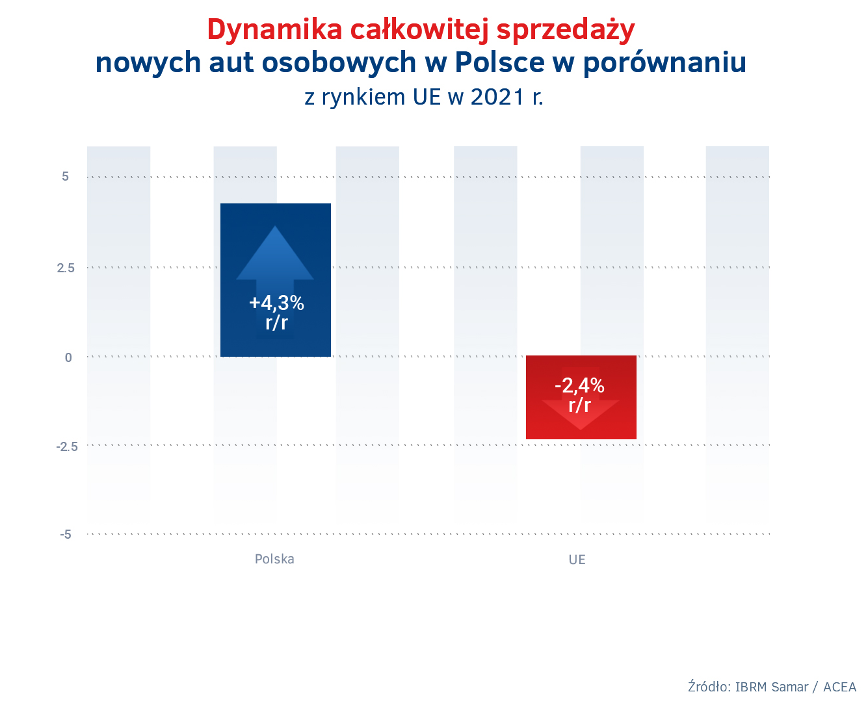 Dynamika całkowitej sprzedaży
nowych aut osobowych w Polsce w porównaniu
z rynkiem UE w 2021 r.
5
2.5
0
-2.5
-5
+4,3%
r/r
-2,4%
r/r
Polska
UE
Źródło: IBRM Samar / ACEA